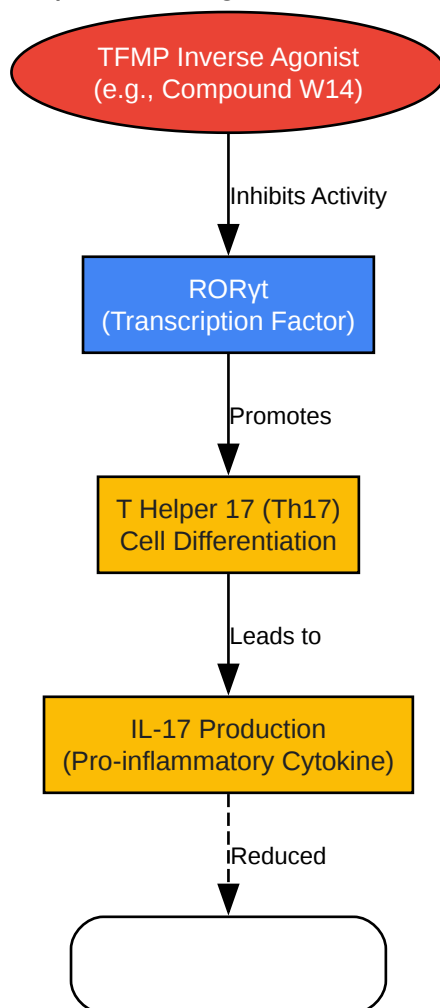 TFMP Inverse Agonist
(e.g., Compound W14)
Inhibits Activity
RORγt
(Transcription Factor)
Promotes
T Helper 17 (Th17)
Cell Differentiation
Leads to
IL-17 Production
(Pro-inflammatory Cytokine)
Reduced